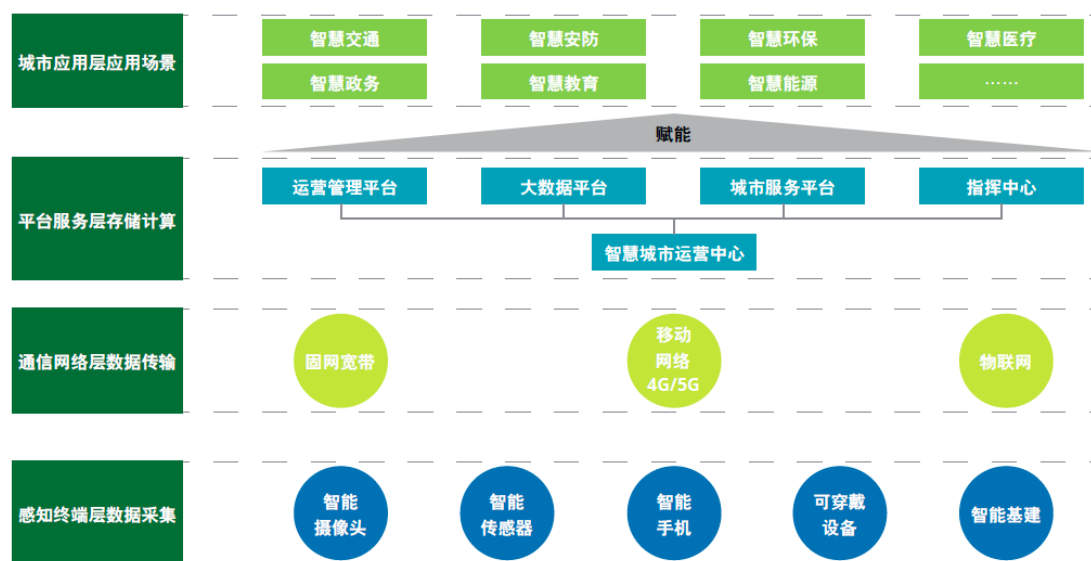 城市应用层应用场景
智慧交通
智慧安防
智慧环保
智慧医疗
智慧政务
智慧教育
智慧能源
……
赋能
平台服务层存储计算
运营管理平台
大数据平台
城市服务平台
指挥中心
智慧城市运营中心
通信网络层数据传输
固网宽带
移动
网络
4G/5G
物联网
感知终端层数据采集
智能
摄像头
智能
传感器
智能
手机
可穿戴
设备
智能基建